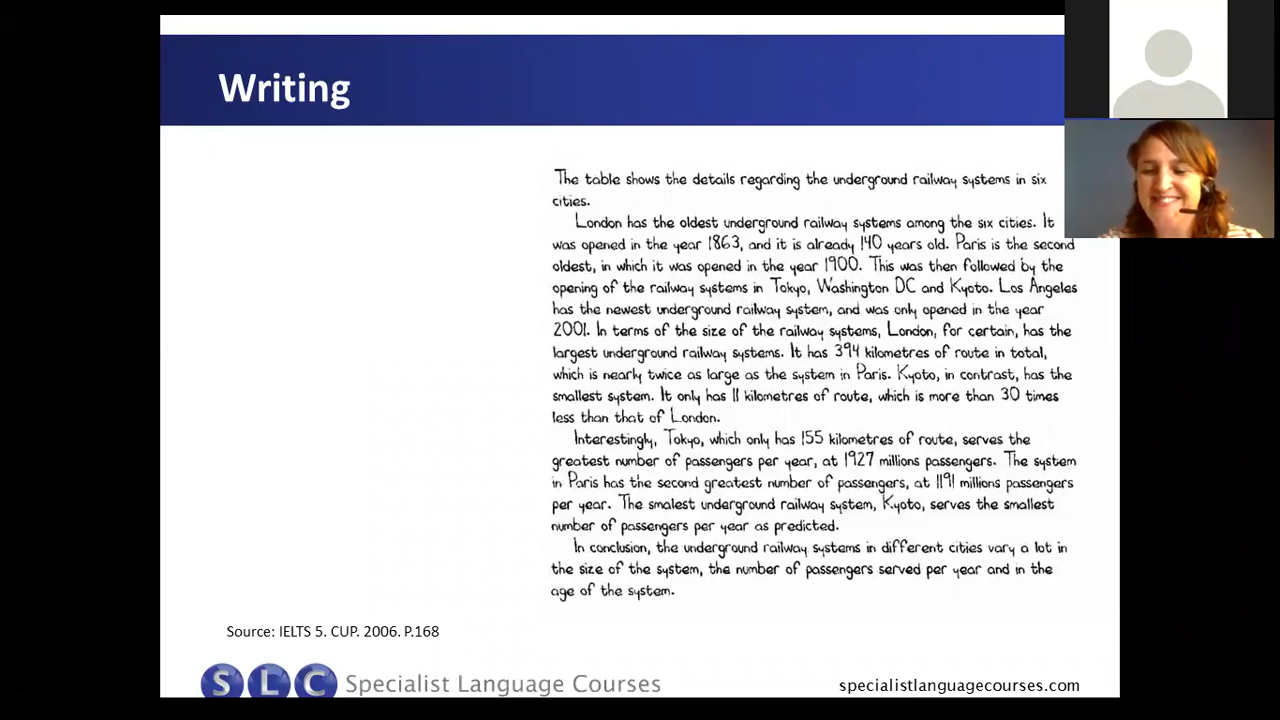 Writing
The table shows the details regarding the underground railway systems in six
cities.
London has the oldest underground railway systems among the six cities. It
was opened in the year 1863, and it is already 140 years old. Paris is the second
oldest, in which it was opened in the year 1900. This was then followed by the
opening of the railway systems in Tokyo, Washington DC and Kyoto. Los Angeles
has the newest underground railway system, and was only opened in the year
2001. In terms of the size of the railway systems, London, for certain, has the
largest underground railway systems. It has 394 kilometres of route in total,
which is nearly twice as large as the system in Paris. Kyoto, in contrast, has the
smallest system. It only has 11 kilometres of route, which is more than 30 times
less than that of London.
Interestingly, Tokyo, which only has 155 kilometres of route, serves the
greatest number of passengers per year, at 1927 millions passengers. The system
in Paris has the second greatest number of passengers, at 1191 millions passengers
per year. The smalest underground railway system, Kyoto, serves the smallest
number of passengers per year as predicted.
In conclusion, the underground railway systems in different cities vary a lot in
the size of the system, the number of passengers served per year and in the
age of the system.
Source: IELTS 5. CUP. 2006. P.168
SLC Specialist Language Courses
specialistlanguagecourses.com